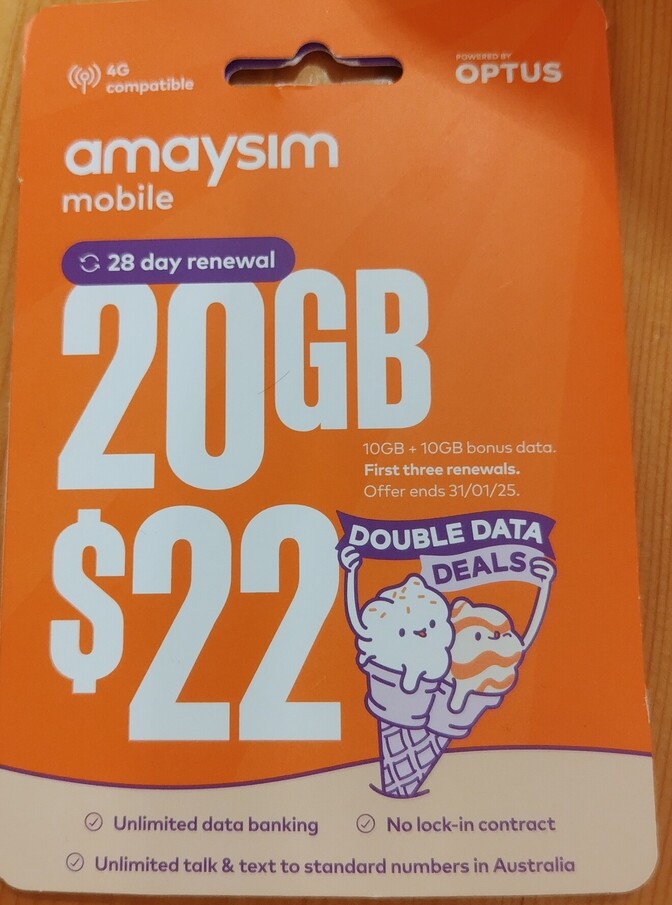 4G
compatible
POWERED BY
OPTUS
amaysim
mobile
28 day renewal
20GB
10GB + 10GB bonus data.
First three renewals.
Offer ends 31/01/25.
$22
DOUBLE DATA
DEALS
Unlimited data banking
No lock-in contract
Unlimited talk & text to standard numbers in Australia